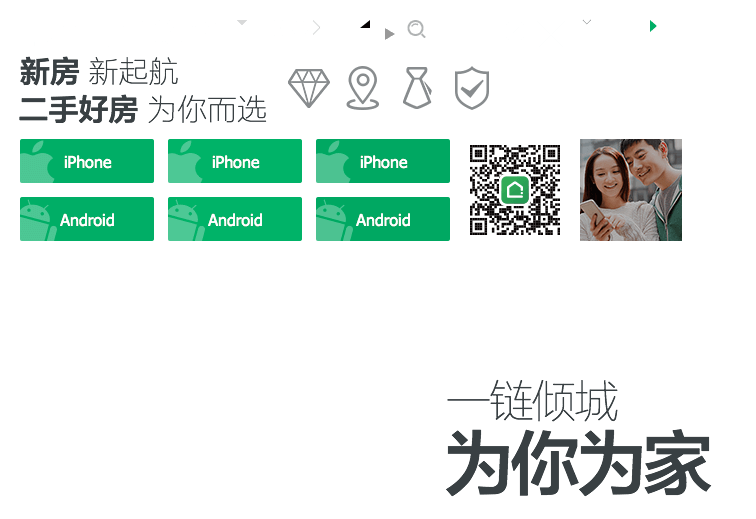 新房 新起航
二手好房 为你而选
iPhone iPhone iPhone
Android Android Android
一链倾城
为你为家